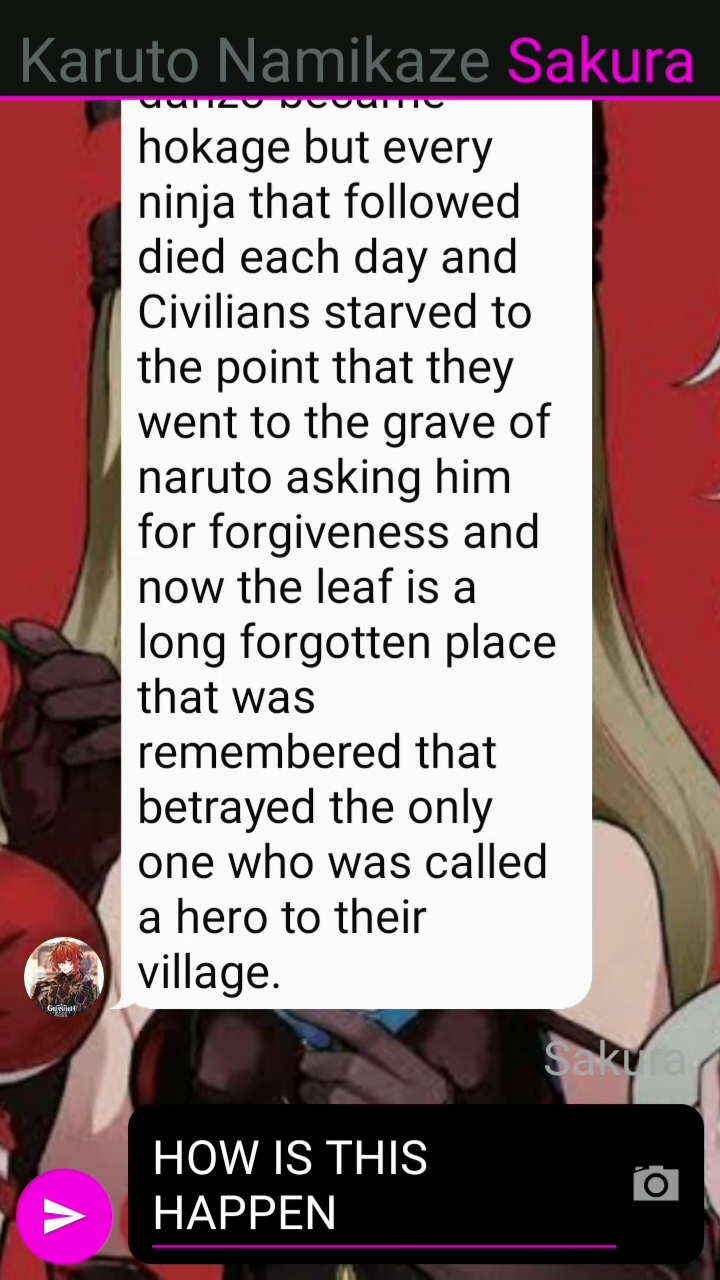 Karuto Namikaze Sakura
danzo became
hokage but every
ninja that followed
died each day and
Civilians starved to
the point that they
went to the grave of
naruto asking him
for forgiveness and
now the leaf is a
long forgotten place
that was
remembered that
betrayed the only
one who was called
a hero to their
village.
GENSHIN
Sakura
HOW IS THIS
HAPPEN